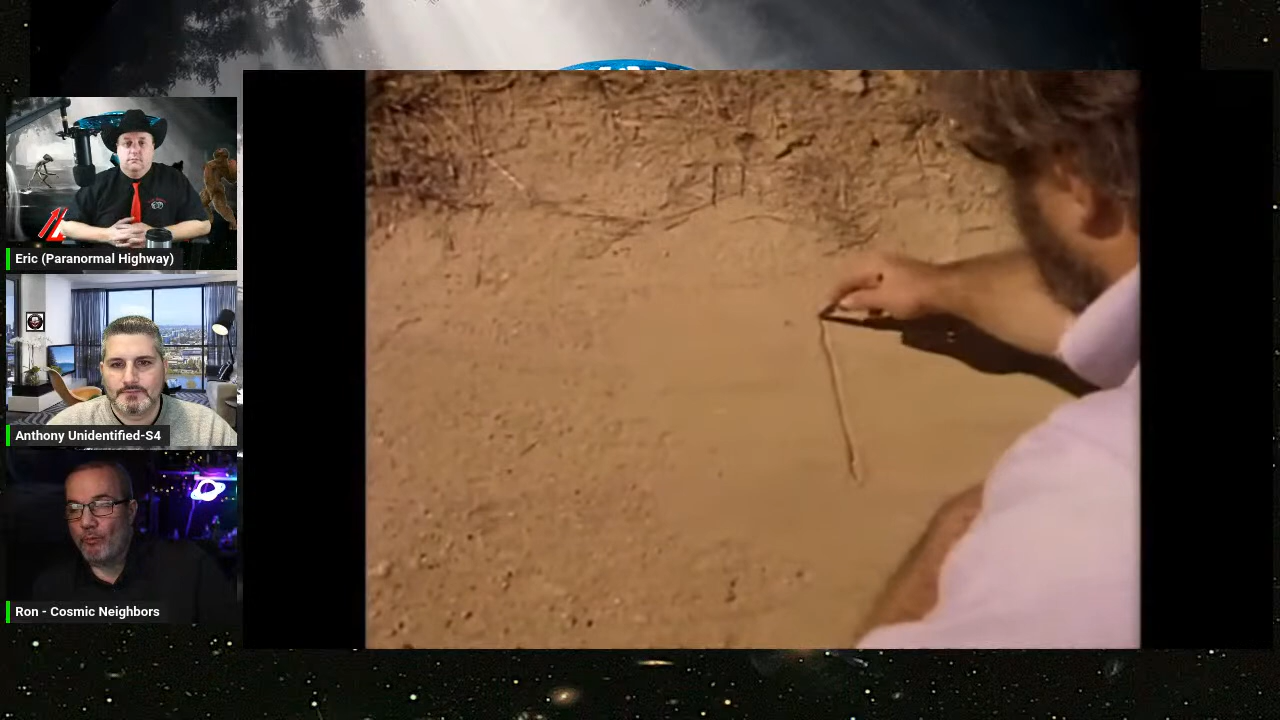 Eric (Paranormal Highway)
Anthony Unidentified-S4
Ron - Cosmic Neighbors